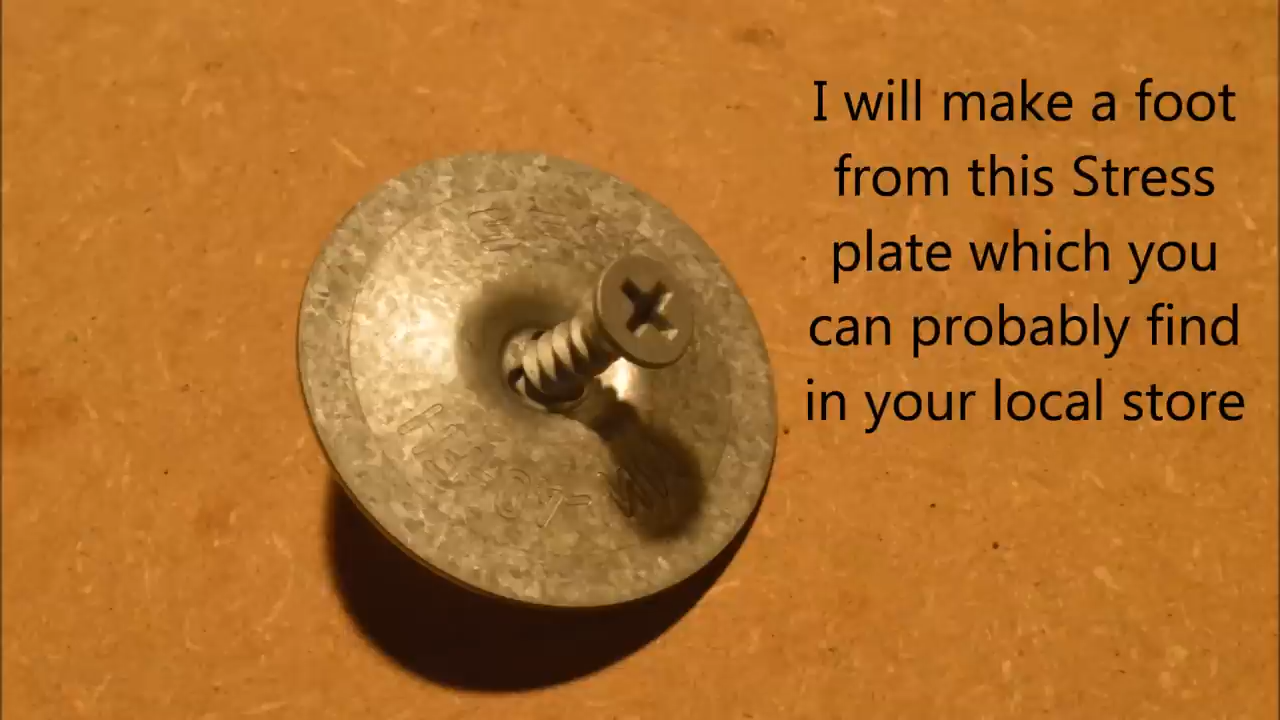 I will make a foot
from this Stress
plate which you
can probably find
in your local store